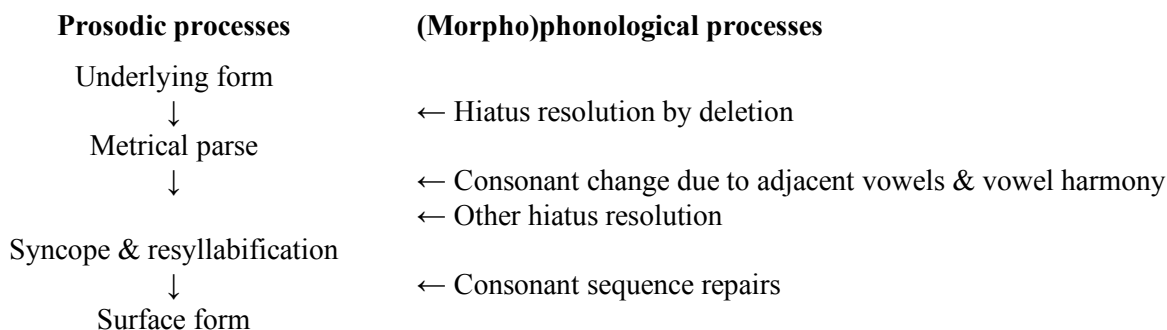 Prosodic processes (Morpho)phonological processes
Underlying form
↓ ← Hiatus resolution by deletion
Metrical parse
↓ ← Consonant change due to adjacent vowels & vowel harmony
← Other hiatus resolution
Syncope & resyllabification
↓ ← Consonant sequence repairs
Surface form